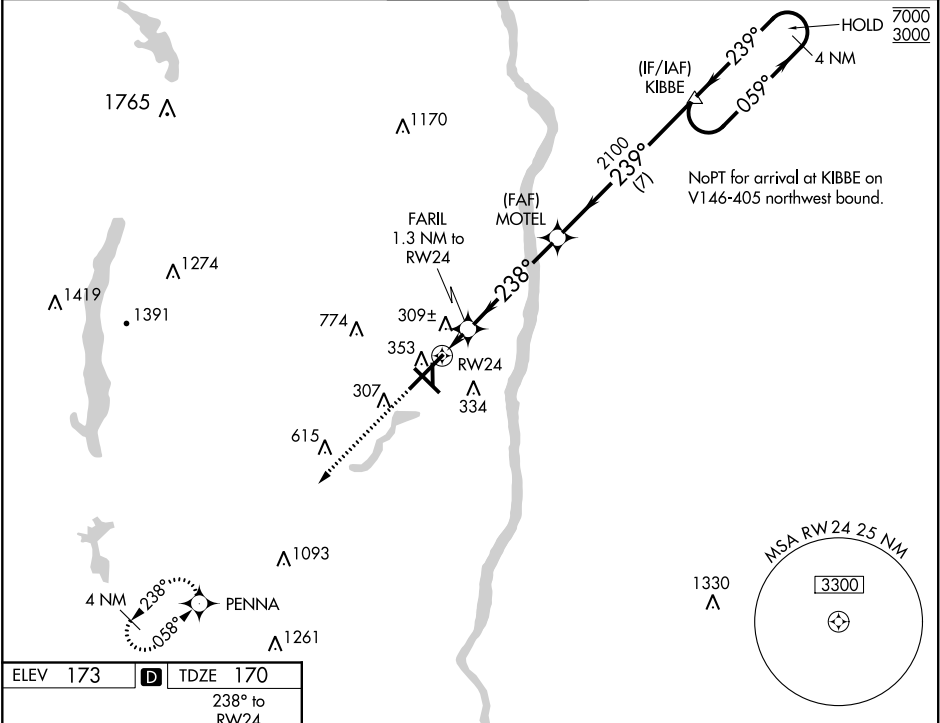 HOLD
7000
3000
239°
4 NM
(IF/IAF)
KIBBE
059°
1765
1170
2100
239°
(7)
NoPT for arrival at KIBBE on
V146-405 northwest bound.
(FAF)
MOTEL
FARIL
1.3 NM to
RW24
238°
1274
1419
1391
774
309±
353
RW24
307
334
615
MSA RW 24 25 NM
1093
3300
1330
4 NM
238°
PENNA
058°
1261
ELEV 173 D TDZE 170
238° to
RW24